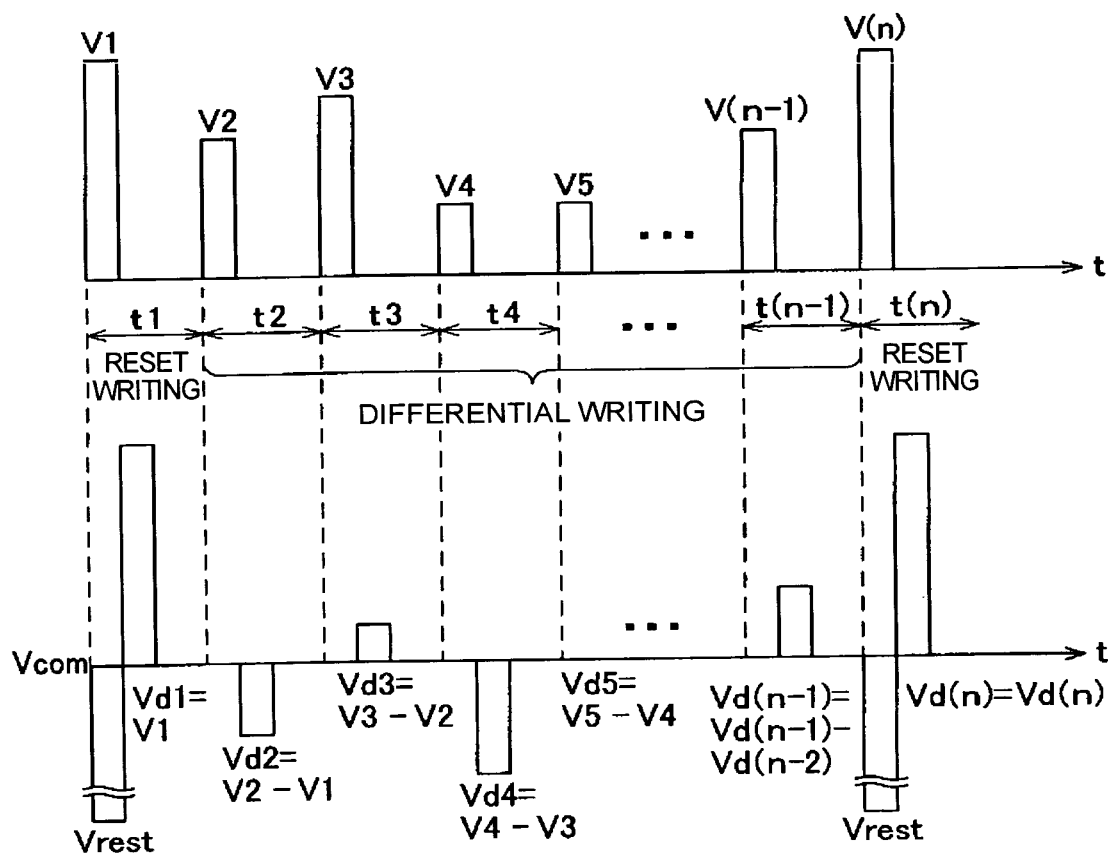 V1
V2
V3
V4
V5
V(n-1)
V(n)
...
t
t1
t2
t3
t4
...
t(n-1)
t(n)
RESET
WRITING
DIFFERENTIAL WRITING
RESET
WRITING
Vcom
...
t
Vd1=
V1
Vd2=
V2 - V1
Vd3=
V3 - V2
Vd4=
V4 - V3
Vd5=
V5 - V4
Vd(n-1)=
Vd(n-1)-
Vd(n-2)
Vd(n)=Vd(n)
Vrest
Vrest